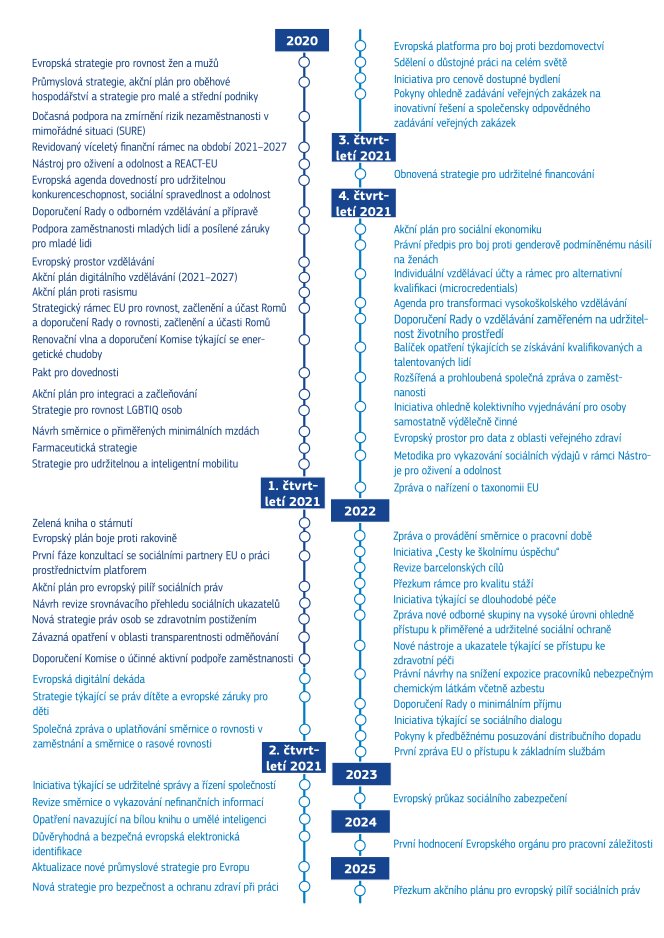 2020
Evropská strategie pro rovnost žen a mužů
Průmyslová strategie, akční plán pro oběhové
hospodářství a strategie pro malé a střední podniky
Dočasná podpora na zmírnění rizik nezaměstnanosti v
mimořádné situaci (SURE)
Revidovaný víceletý finanční rámec na období 2021–2027
Nástroj pro oživení a odolnost a REACT-EU
Evropská agenda dovedností pro udržitelnou
konkurenceschopnost, sociální spravedlnost a odolnost
Doporučení Rady o odborném vzdělávání a přípravě
Podpora zaměstnanosti mladých lidí a posílené záruky
pro mladé lidi
Evropský prostor vzdělávání
Akční plán digitálního vzdělávání (2021–2027)
Akční plán proti rasismu
Strategický rámec EU pro rovnost, začlenění a účast Romů
a doporučení Rady o rovnosti, začlenění a účasti Romů
Renovační vlna a doporučení Komise týkající se ener-
getické chudoby
Pakt pro dovednosti
Akční plán pro integraci a začleňování
Strategie pro rovnost LGBTIQ osob
Návrh směrnice o přiměřených minimálních mzdách
Farmaceutická strategie
Strategie pro udržitelnou a inteligentní mobilitu
1. čtvrt-
letí 2021
Zelená kniha o stárnutí
Evropský plán boje proti rakovině
První fáze konzultací se sociálními partnery EU o práci
prostřednictvím platforem
Akční plán pro evropský pilíř sociálních práv
Návrh revize srovnávacího přehledu sociálních ukazatelů
Nová strategie práv osob se zdravotním postižením
Závazná opatření v oblasti transparentnosti odměňování
Doporučení Komise o účinné aktivní podpoře zaměstnanosti
Evropská digitální dekáda
Strategie týkající se práv dítěte a evropské záruky pro
děti
Společná zpráva o uplatňování směrnice o rovnosti v
zaměstnání a směrnice o rasové rovnosti
2. čtvrt-
letí 2021
Iniciativa týkající se udržitelné správy a řízení společností
Revize směrnice o vykazování nefinančních informací
Opatření navazující na bílou knihu o umělé inteligenci
Důvěryhodná a bezpečná evropská elektronická
identifikace
Aktualizace nové průmyslové strategie pro Evropu
Nová strategie pro bezpečnost a ochranu zdraví při práci
Evropská platforma pro boj proti bezdomovectví
Sdělení o důstojné práci na celém světě
Iniciativa pro cenově dostupné bydlení
Pokyny ohledně zadávání veřejných zakázek na
inovativní řešení a společensky odpovědného
zadávání veřejných zakázek
3. čtvrt-
letí 2021
Obnovená strategie pro udržitelné financování
4. čtvrt-
letí 2021
Akční plán pro sociální ekonomiku
Právní předpis pro boj proti genderově podmíněnému násilí
na ženách
Individuální vzdělávací účty a rámec pro alternativní
kvalifikaci (microcredentials)
Agenda pro transformaci vysokoškolského vzdělávání
Doporučení Rady o vzdělávání zaměřeném na udržitel-
nost životního prostředí
Balíček opatření týkajících se získávání kvalifikovaných a
talentovaných lidí
Rozšířená a prohloubená společná zpráva o zaměst-
nanosti
Iniciativa ohledně kolektivního vyjednávání pro osoby
samostatně výdělečně činné
Evropský prostor pro data z oblasti veřejného zdraví
Metodika pro vykazování sociálních výdajů v rámci Nástro-
je pro oživení a odolnost
Zpráva o nařízení o taxonomii EU
2022
Zpráva o provádění směrnice o pracovní době
Iniciativa „Cesty ke školnímu úspěchu“
Revize barcelonských cílů
Přezkum rámce pro kvalitu stáží
Iniciativa týkající se dlouhodobé péče
Zpráva nové odborné skupiny na vysoké úrovni ohledně
přístupu k přiměřené a udržitelné sociální ochraně
Nové nástroje a ukazatele týkající se přístupu ke
zdravotní péči
Právní návrhy na snížení expozice pracovníků nebezpečným
chemickým látkám včetně azbestu
Doporučení Rady o minimálním příjmu
Iniciativa týkající se sociálního dialogu
Pokyny k předběžnému posuzování distribučního dopadu
První zpráva EU o přístupu k základním službám
2023
Evropský průkaz sociálního zabezpečení
2024
První hodnocení Evropského orgánu pro pracovní záležitosti
2025
Přezkum akčního plánu pro evropský pilíř sociálních práv